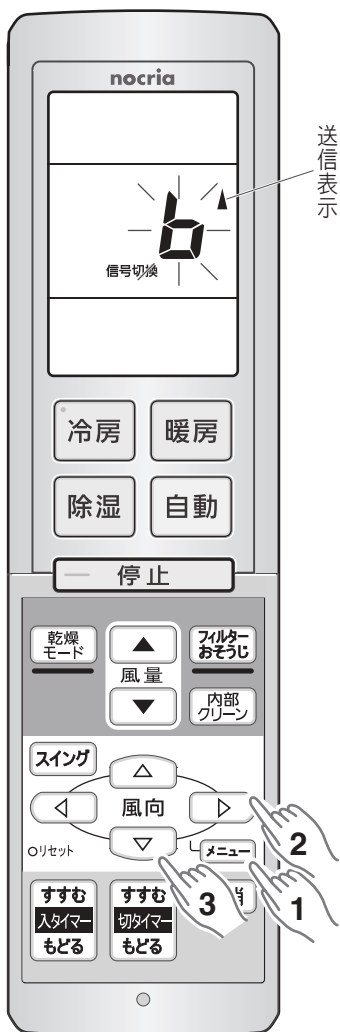 nocria
送信表示
b
信号切換
冷房
暖房
除湿
自動
停止
乾燥
モード
▲
風量
▼
フィルター
おそうじ
内部
クリーン
スイング
△
◁ 風向 ▷
▽
リセット
メニュー
2
3
1
すすむ
入タイマー
もどる
すすむ
切タイマー
もどる